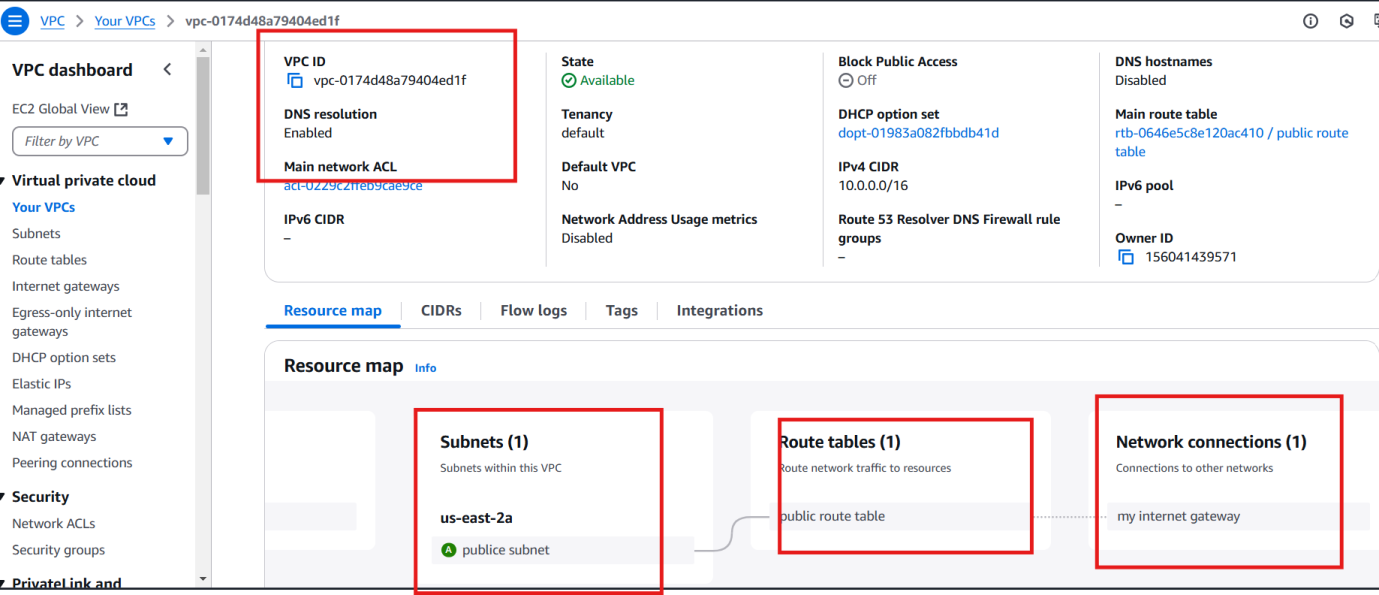 VPC > Your VPCs > vpc-0174d48a79404ed1f
VPC dashboard
EC2 Global View
Filter by VPC
Virtual private cloud
Your VPCs
Subnets
Route tables
Internet gateways
Egress-only internet
gateways
DHCP option sets
Elastic IPs
Managed prefix lists
NAT gateways
Peering connections
Security
Network ACLs
Security groups
PrivateLink and
VPC ID
vpc-0174d48a79404ed1f
DNS resolution
Enabled
Main network ACL
acl-0229c2ffeb9cae9ce
IPv6 CIDR
–
State
Available
Tenancy
default
Default VPC
No
Network Address Usage metrics
Disabled
Block Public Access
Off
DHCP option set
dopt-01983a082fbbdb41d
IPv4 CIDR
10.0.0.0/16
Route 53 Resolver DNS Firewall rule
groups
–
DNS hostnames
Disabled
Main route table
rtb-0646e5c8e120ac410 / public route
table
IPv6 pool
–
Owner ID
156041439571
Resource map
CIDRs
Flow logs
Tags
Integrations
Resource map Info
Subnets (1)
Subnets within this VPC
us-east-2a
A publice subnet
Route tables (1)
Route network traffic to resources
public route table
Network connections (1)
Connections to other networks
my internet gateway